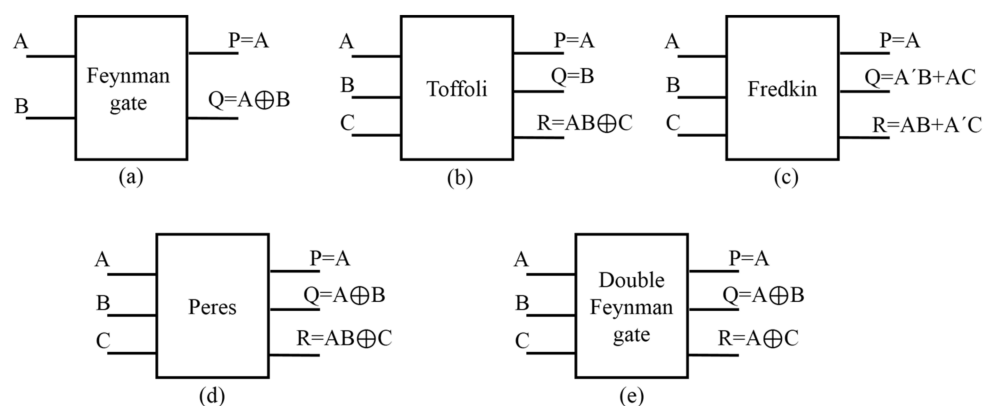 A
B
Feynman
gate
P=A
Q=A⊕B
(a)
A
B
C
Toffoli
P=A
Q=B
R=AB⊕C
(b)
A
B
C
Fredkin
P=A
Q=A´B+AC
R=AB+A´C
(c)
A
B
C
Peres
P=A
Q=A⊕B
R=AB⊕C
(d)
A
B
C
Double
Feynman
gate
P=A
Q=A⊕B
R=A⊕C
(e)